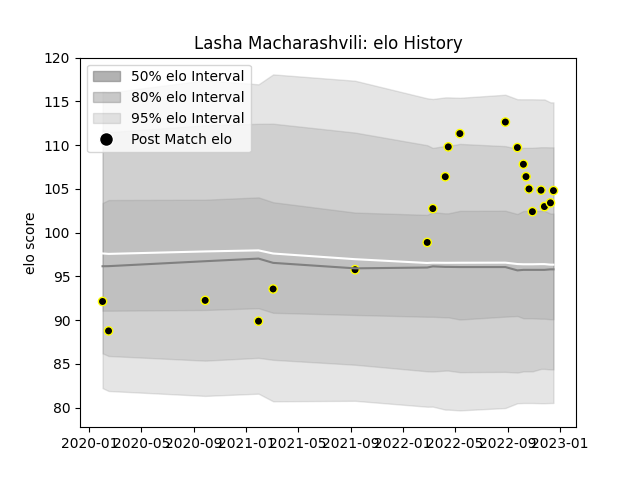 Lasha Macharashvili: elo History
50% elo Interval
80% elo Interval
95% elo Interval
Post Match elo
elo score
120
115
110
105
100
95
90
85
80
2020-01 2020-05 2020-09 2021-01 2021-05 2021-09 2022-01 2022-05 2022-09 2023-01